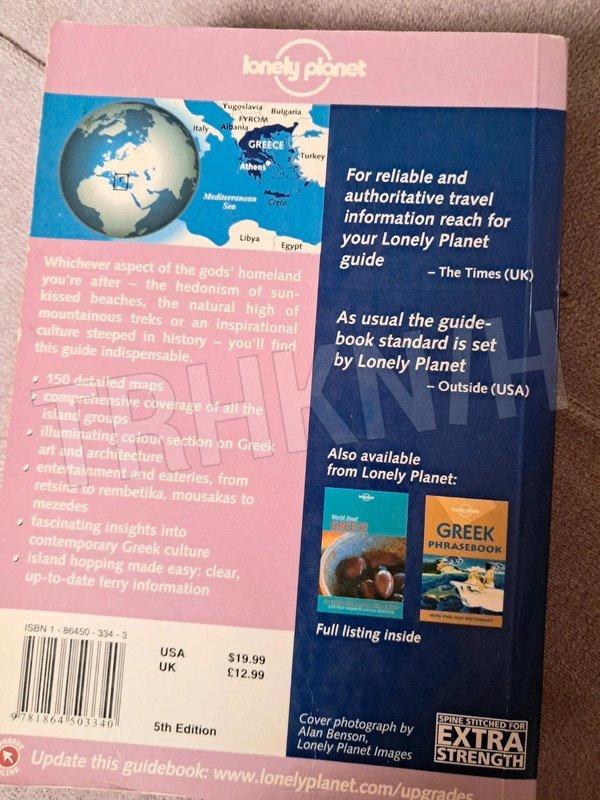 lonely planet
Yugoslavia
Bulgaria
Italy
FYROM
Albania
GREECE
Turkey
Athens
Mediterranean
Sea
Crete
Libya
Egypt
Whichever aspect of the gods' homeland
you're after – the hedonism of sun-
kissed beaches, the natural high of
mountainous treks or an inspirational
culture steeped in history – you'll find
this guide indispensable.
• 150 detailed maps
• comprehensive coverage of all the
island groups
• illuminating colour section on Greek
art and architecture
• entertainment and eateries, from
retsina to rembetika, mousakas to
mezedes
• fascinating insights into
contemporary Greek culture
• island hopping made easy: clear,
up-to-date ferry information
For reliable and
authoritative travel
information reach for
your Lonely Planet
guide
– The Times (UK)
As usual the guide-
book standard is set
by Lonely Planet
– Outside (USA)
Also available
from Lonely Planet:
World Food
GREECE
lonely planet
GREEK
PHRASEBOOK
WITH TWO-WAY DICTIONARY
Full listing inside
ISBN 1 - 86450 - 334 - 3
9 781864 503340
USA $19.99
UK £12.99
5th Edition
Cover photograph by
Alan Benson,
Lonely Planet Images
SPINE STITCHED FOR
EXTRA
STRENGTH
Update this guidebook: www.lonelyplanet.com/upgrades
TRHKN/H